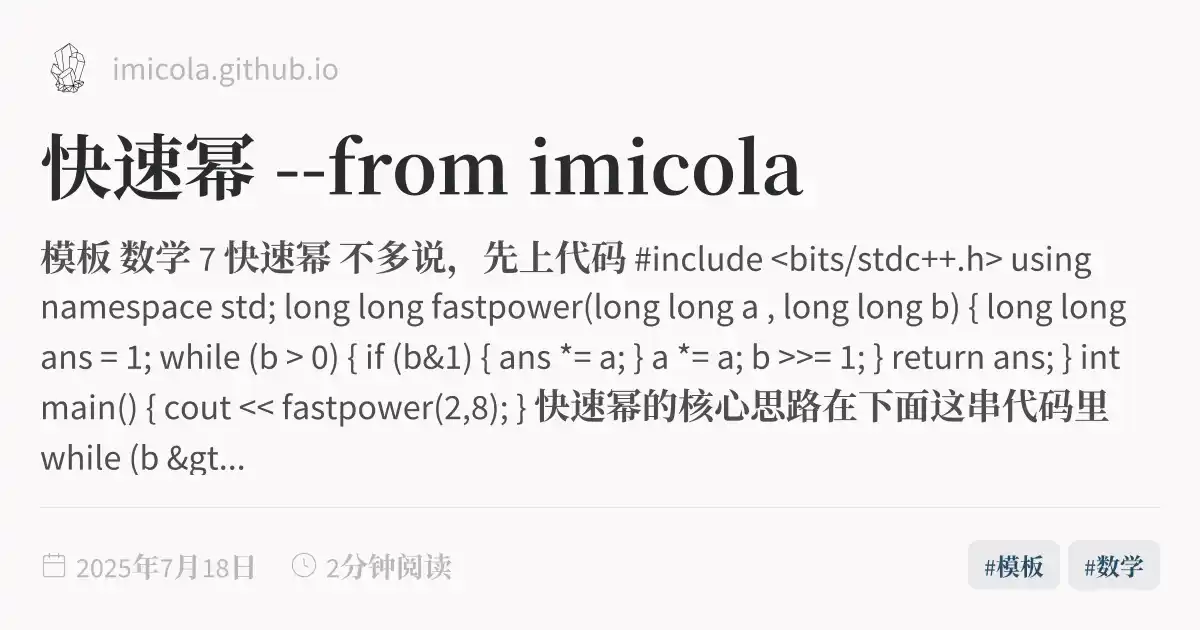 imicola.github.io
快速幂 --from imicola
模板 数学 7 快速幂 不多说，先上代码 #include <bits/stdc++.h> using
namespace std; long long fastpower(long long a , long long b) { long long
ans = 1; while (b > 0) { if (b&1) { ans *= a; } a *= a; b >>= 1; } return ans; } int
main() { cout << fastpower(2,8); } 快速幂的核心思路在下面这串代码里
while (b &gt...
2025年7月18日 2分钟阅读 #模板 #数学